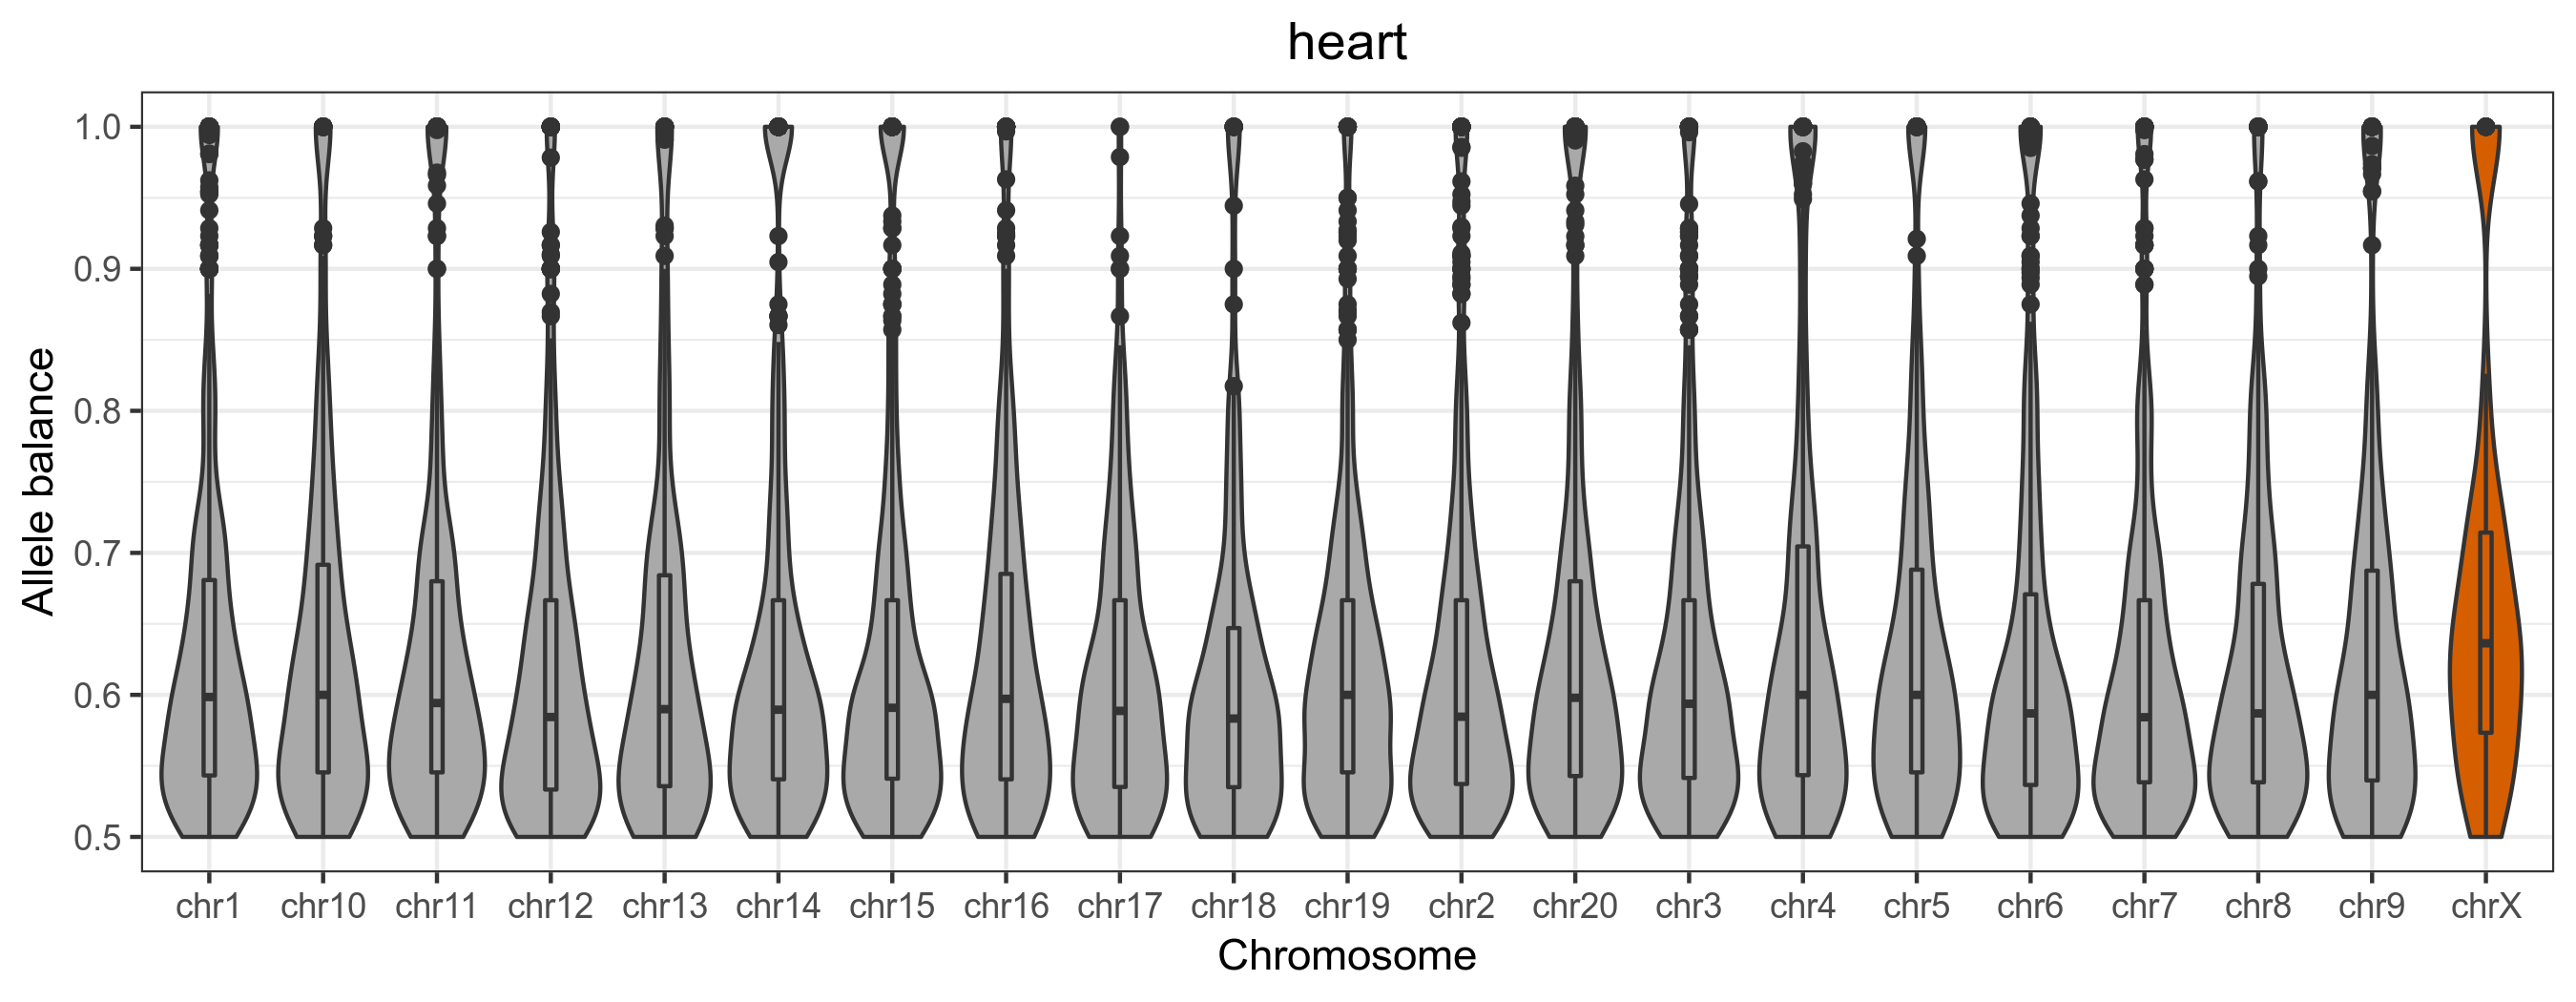 heart
Allele balance
1.0
0.9
0.8
0.7
0.6
0.5
chr1 chr10 chr11 chr12 chr13 chr14 chr15 chr16 chr17 chr18 chr19 chr2 chr20 chr3 chr4 chr5 chr6 chr7 chr8 chr9 chrX
Chromosome